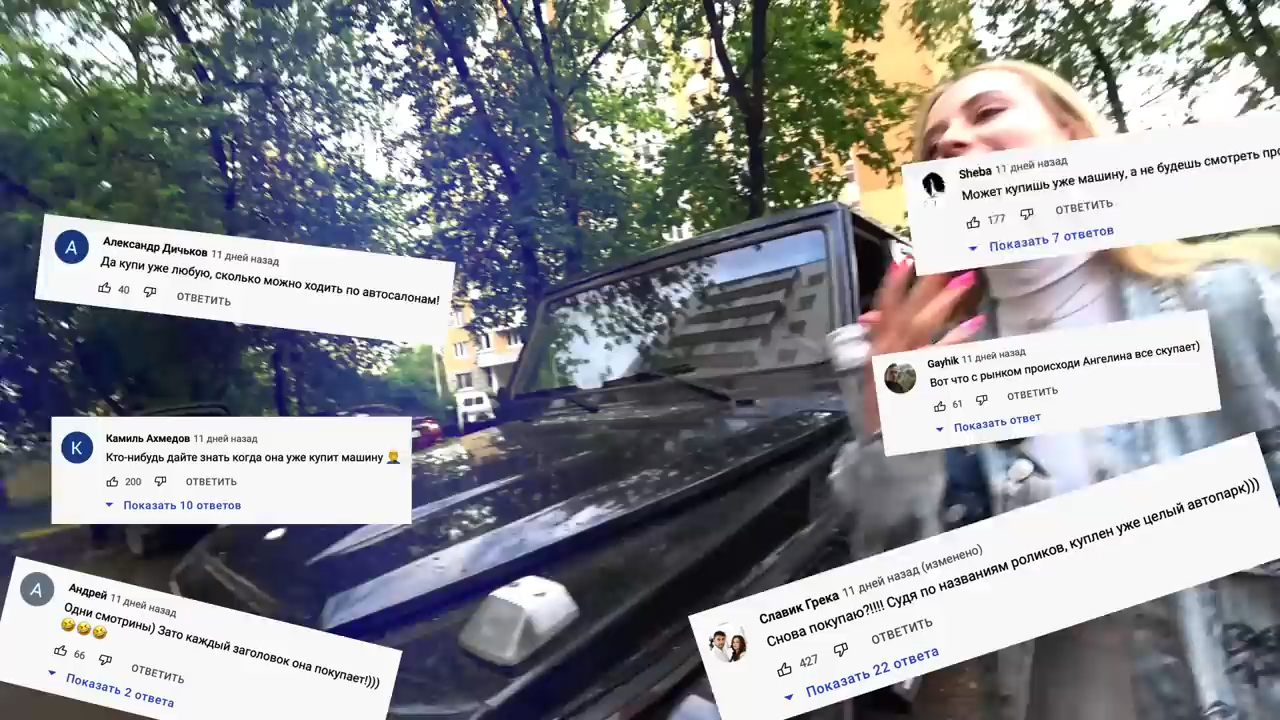 А
Александр Дичьков 11 дней назад
Да купи уже любую, сколько можно ходить по автосалонам!
40 ОТВЕТИТЬ
К
Камиль Ахмедов 11 дней назад
Кто-нибудь дайте знать когда она уже купит машину 🤦‍♂️
200 ОТВЕТИТЬ
Показать 10 ответов
А
Андрей 11 дней назад
Одни смотрины) Зато каждый заголовок она покупает!)))
🤣🤣🤣
66 ОТВЕТИТЬ
Показать 2 ответа
Sheba 11 дней назад
Может купишь уже машину, а не будешь смотреть про
177 ОТВЕТИТЬ
Показать 7 ответов
Gayhik 11 дней назад
Вот что с рынком происходи Ангелина все скупает)
61 ОТВЕТИТЬ
Показать ответ
Славик Грека 11 дней назад (изменено)
Снова покупаю?!!!! Судя по названиям роликов, куплен уже целый автопарк)))
427 ОТВЕТИТЬ
Показать 22 ответа